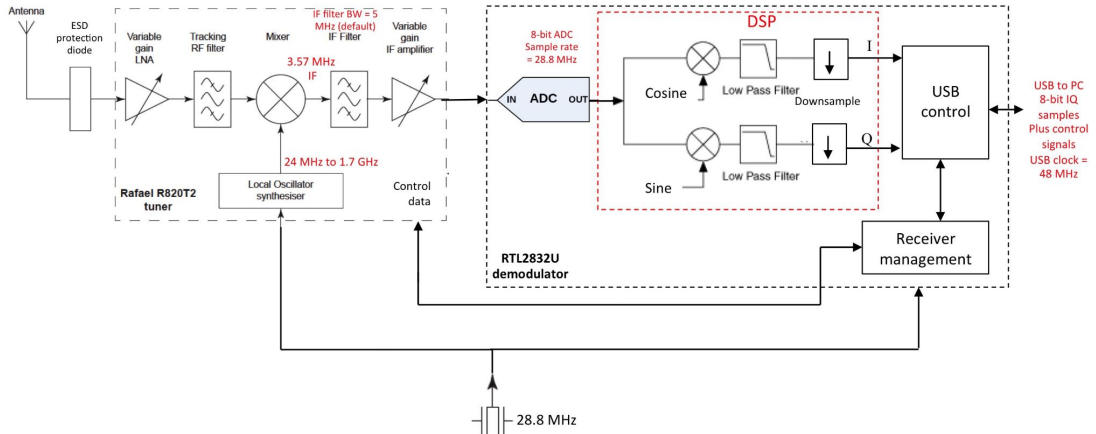 Antenna
ESD
protection
diode
Variable
gain
LNA
Tracking
RF filter
Mixer
IF filter BW = 5
MHz (default)
IF Filter
Variable gain
IF amplifier
3.57 MHz
IF
24 MHz to 1.7 GHz
Local Oscillator
synthesiser
Rafael R820T2
tuner
Control
data
8-bit ADC
Sample rate
= 28.8 MHz
IN
ADC
OUT
DSP
Cosine
Low Pass Filter
Downsample
I
Sine
Low Pass Filter
Q
USB
control
USB to PC
8-bit IQ
samples
Plus control
signals
USB clock =
48 MHz
RTL2832U
demodulator
Receiver
management
28.8 MHz